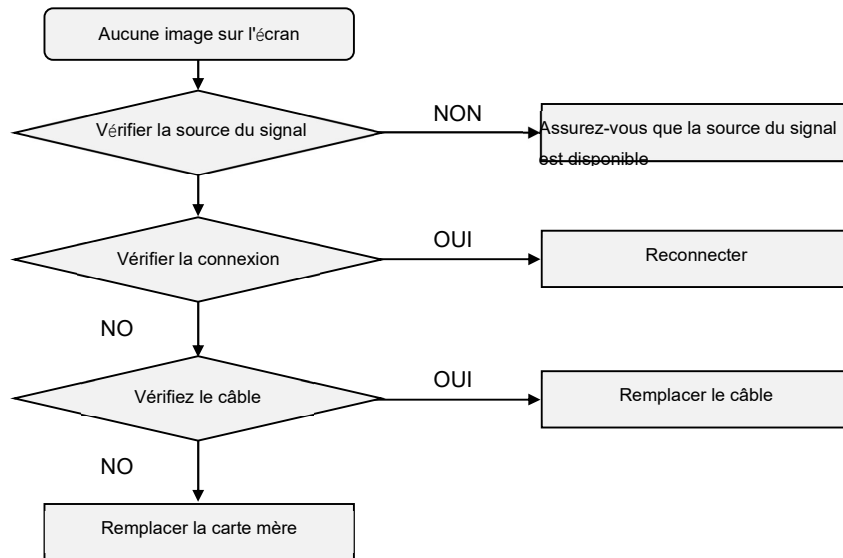 Aucune image sur l'écran
Vérifier la source du signal
NON
Assurez-vous que la source du signal
est disponible
Vérifier la connexion
OUI
Reconnecter
NO
Vérifiez le câble
OUI
Remplacer le câble
NO
Remplacer la carte mère